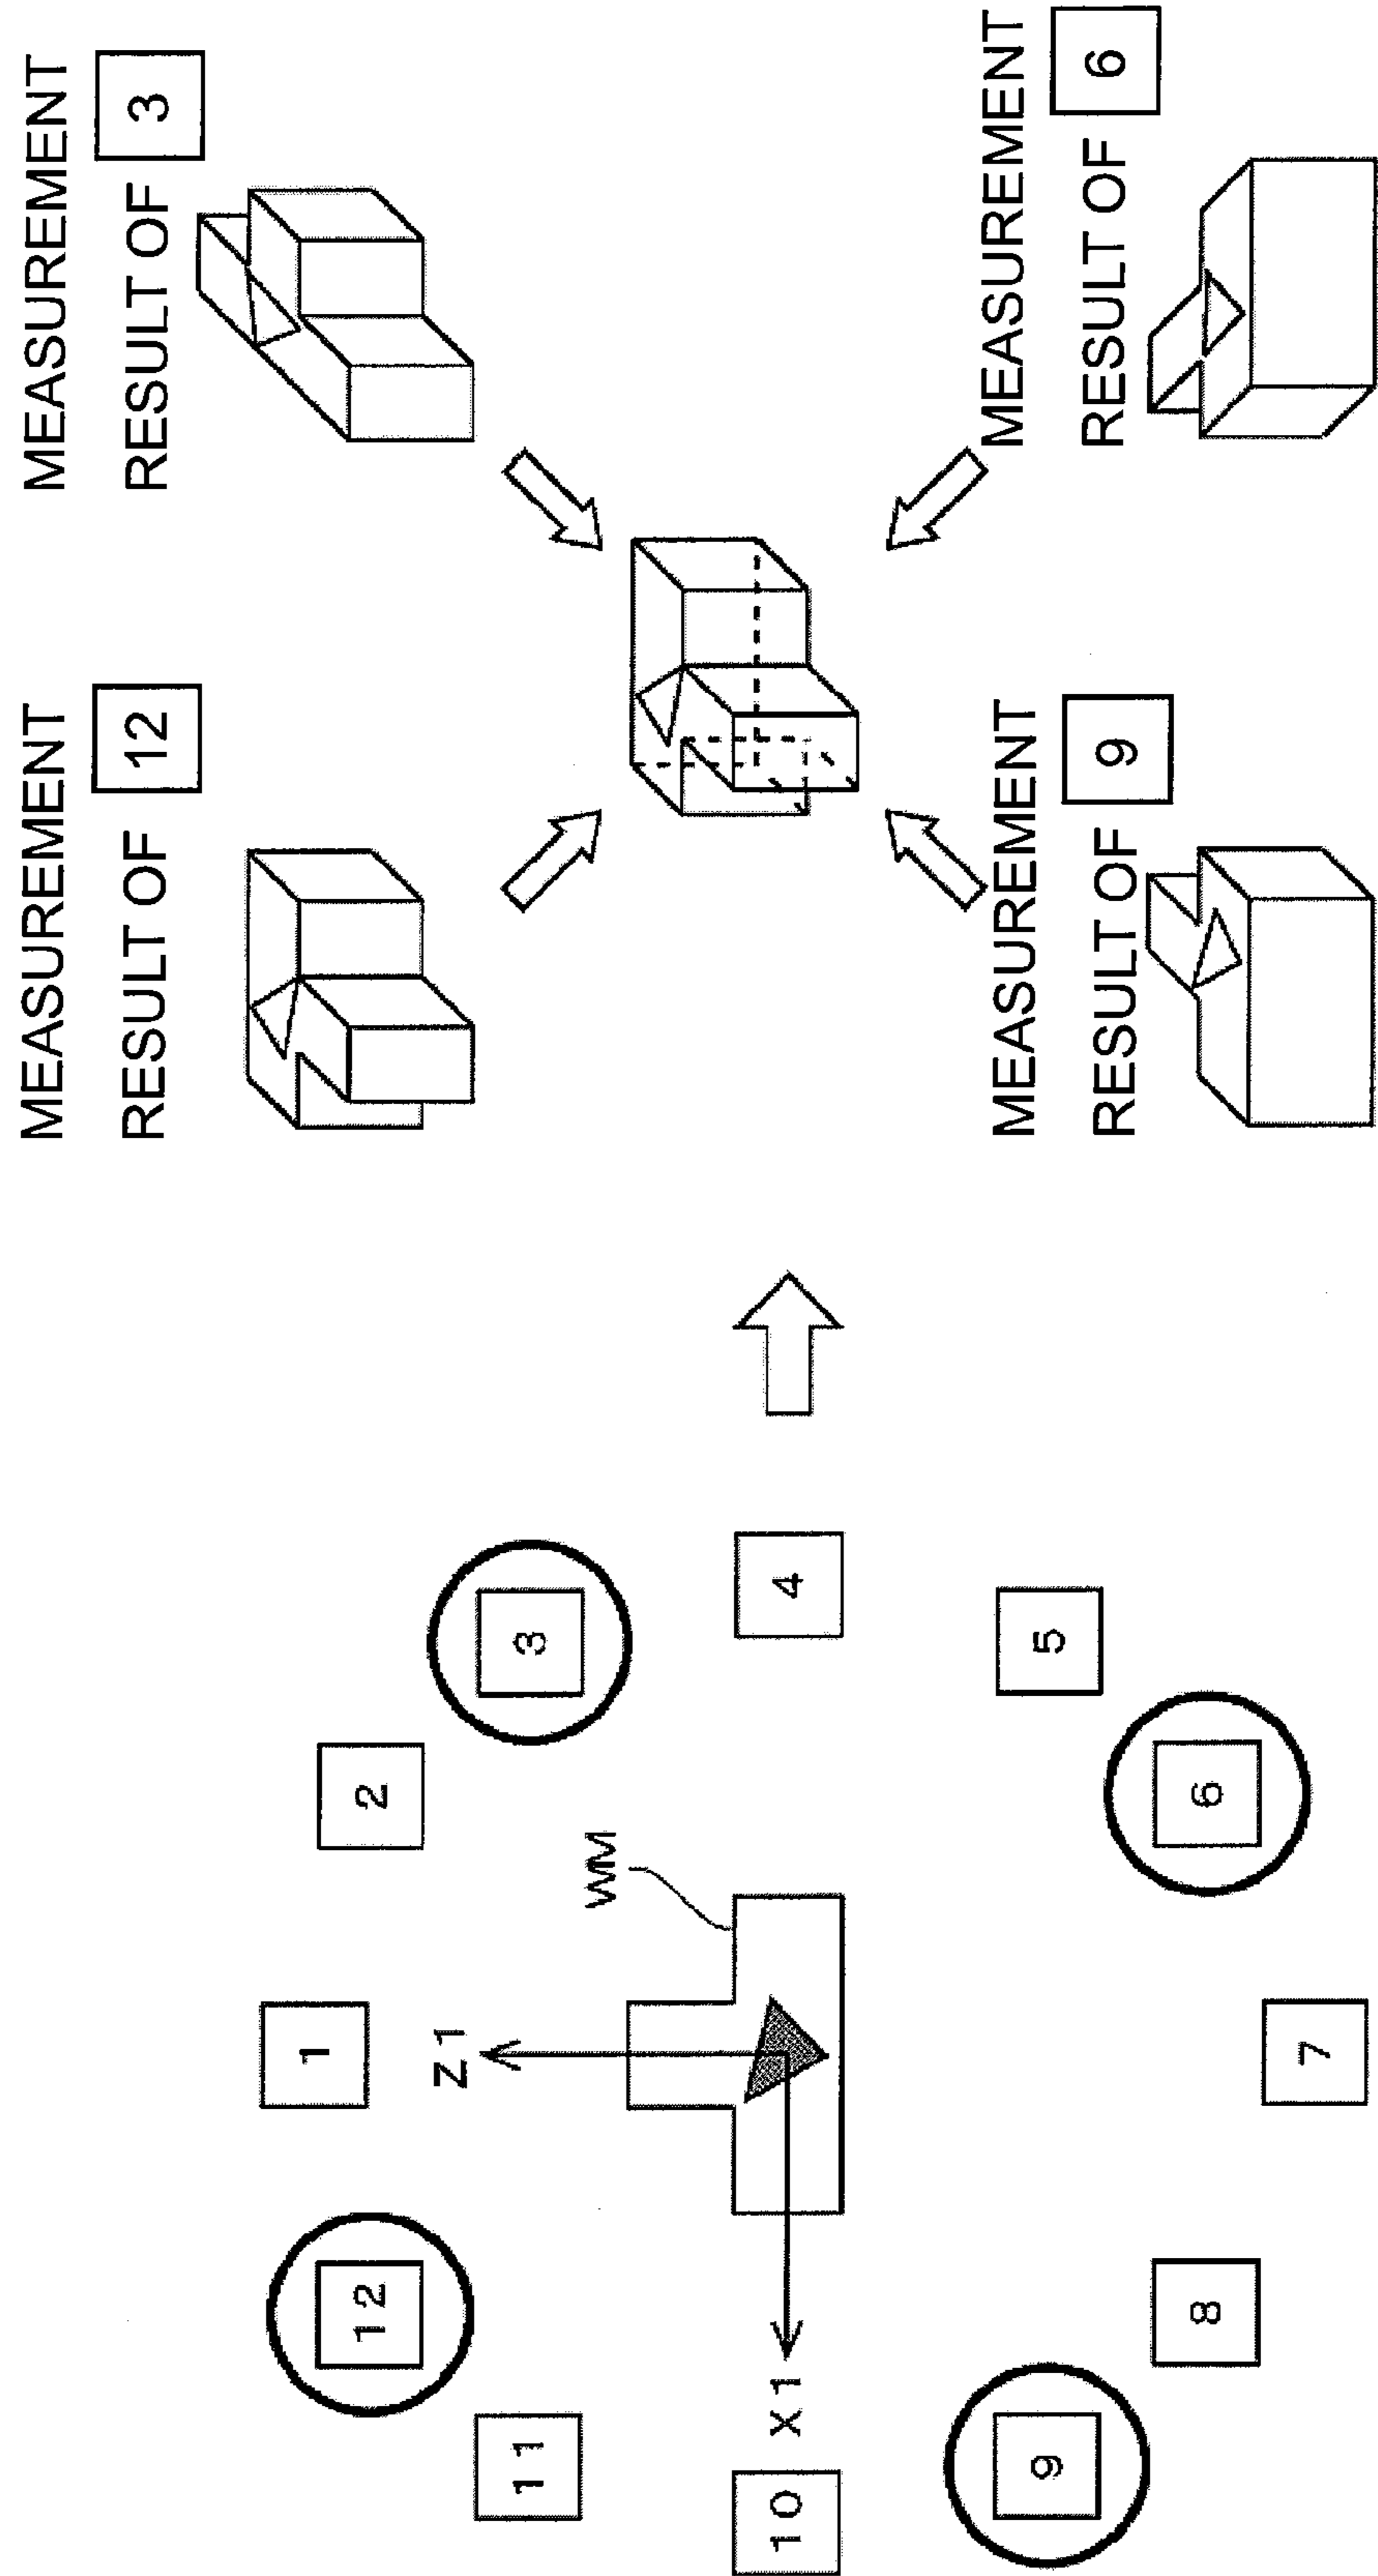 MEASUREMENT
RESULT OF 12
MEASUREMENT
RESULT OF 3
MEASUREMENT
RESULT OF 9
MEASUREMENT
RESULT OF 6
1
2
3
4
5
6
7
8
9
10
11
12
Z1
X1
WM